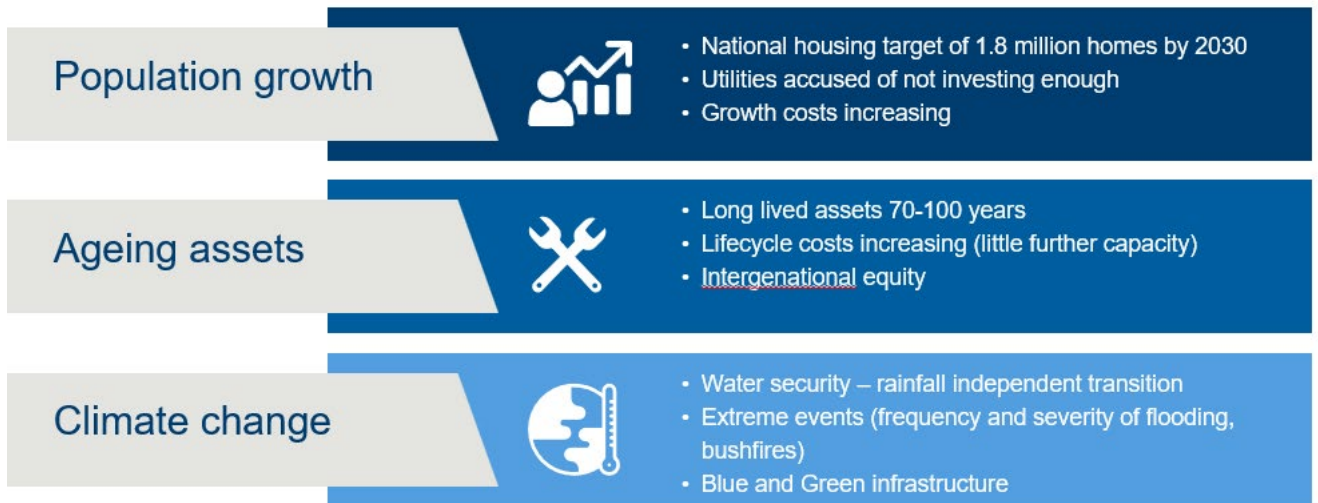 Population growth
• National housing target of 1.8 million homes by 2030
• Utilities accused of not investing enough
• Growth costs increasing
Ageing assets
• Long lived assets 70-100 years
• Lifecycle costs increasing (little further capacity)
• Intergenational equity
Climate change
• Water security – rainfall independent transition
• Extreme events (frequency and severity of flooding,
bushfires)
• Blue and Green infrastructure